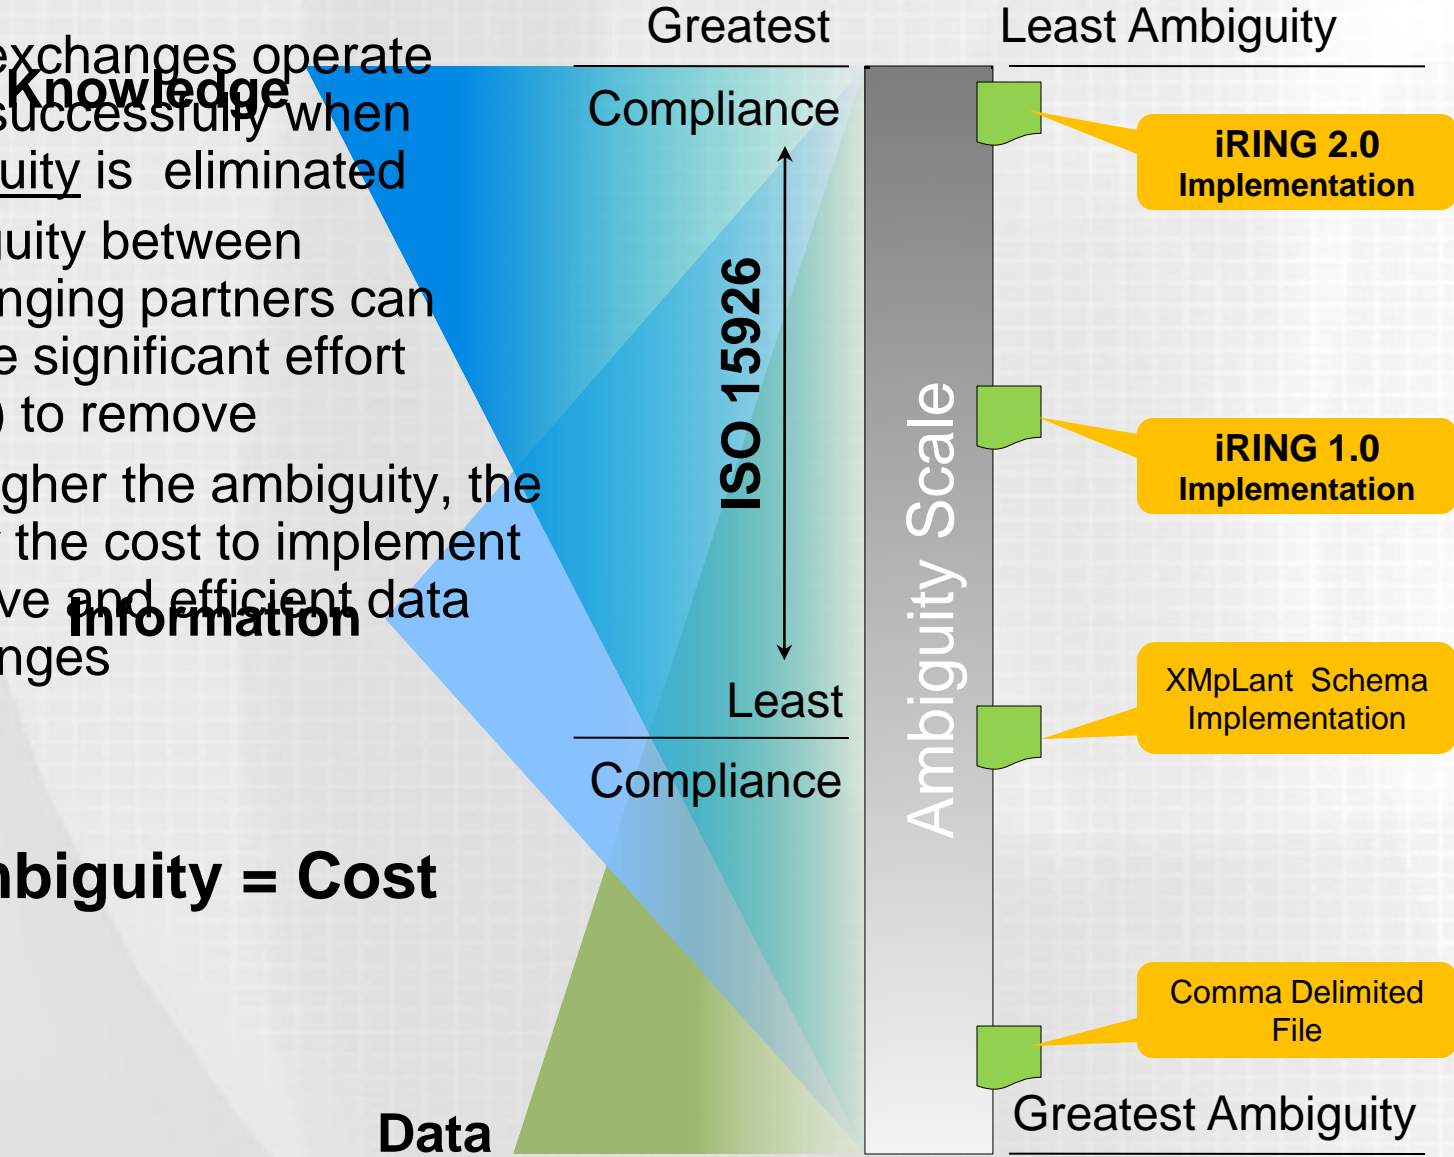 exchanges operate
successfully when
uity is eliminated
guity between
nging partners can
e significant effort
) to remove
gher the ambiguity, the
the cost to implement
ve and efficient data
nges
Knowledge
Information
mbiguity = Cost
Data
Greatest
Compliance
ISO 15926
Least
Compliance
Ambiguity Scale
Least Ambiguity
iRING 2.0
Implementation
iRING 1.0
Implementation
XMpLant Schema
Implementation
Comma Delimited
File
Greatest Ambiguity